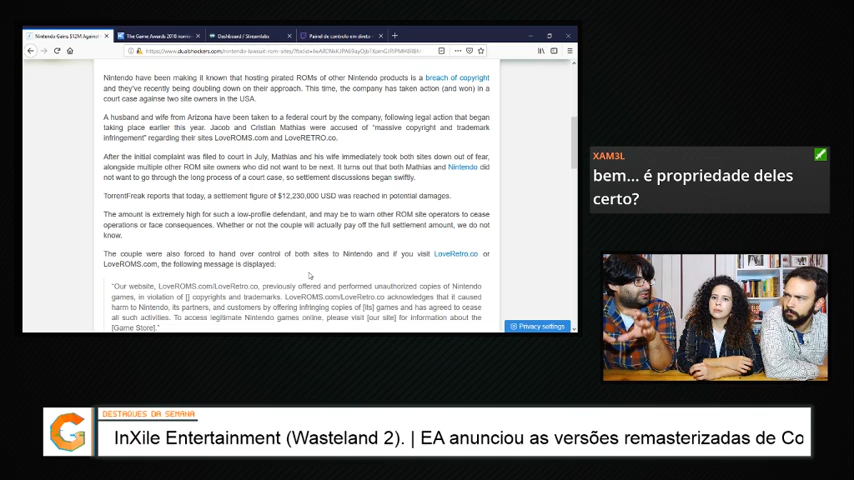 Nintendo Gains $12M Against
The Game Awards 2018 nomi
Dashboard / Streamlabs
Painel de controlo em direto -
Nintendo have been making it known that hosting pirated ROMs of other Nintendo products is a breach of copyright
and they've recently being doubling down on their approach. This time, the company has taken action (and won) in a
court case against two site owners in the USA.
A husband and wife from Arizona have been taken to a federal court by the company, following legal action that began
taking place earlier this year. Jacob and Cristian Mathias were accused of "massive copyright and trademark
infringement" regarding their sites LoveROMS.com and LoveRETRO.co.
After the initial complaint was filed to court in July, Mathias and his wife immediately took both sites down out of fear,
alongside multiple other ROM site owners who did not want to be next. It turns out that both Mathias and Nintendo did
not want to go through the long process of a court case, so settlement discussions began swiftly.
TorrentFreak reports that today, a settlement figure of $12,230,000 USD was reached in potential damages.
The amount is extremely high for such a low-profile defendant, and may be to warn other ROM site operators to cease
operations or face consequences. Whether or not the couple will actually pay off the full settlement amount, we do not
know.
The couple were also forced to hand over control of both sites to Nintendo and if you visit LoveRetro.co or
LoveROMS.com, the following message is displayed:
"Our website, LoveROMS.com/LoveRetro.co, previously offered and performed unauthorized copies of Nintendo
games, in violation of [] copyrights and trademarks. LoveROMS.com/LoveRetro.co acknowledges that it caused
harm to Nintendo, its partners, and customers by offering infringing copies of [its] games and has agreed to cease
all such activities. To access legitimate Nintendo games online, please visit [our site] for information about the
[Game Store]."
Privacy settings
XAM3L
bem... é propriedade deles
certo?
DESTAQUES DA SEMANA
InXile Entertainment (Wasteland 2). | EA anunciou as versões remasterizadas de Co